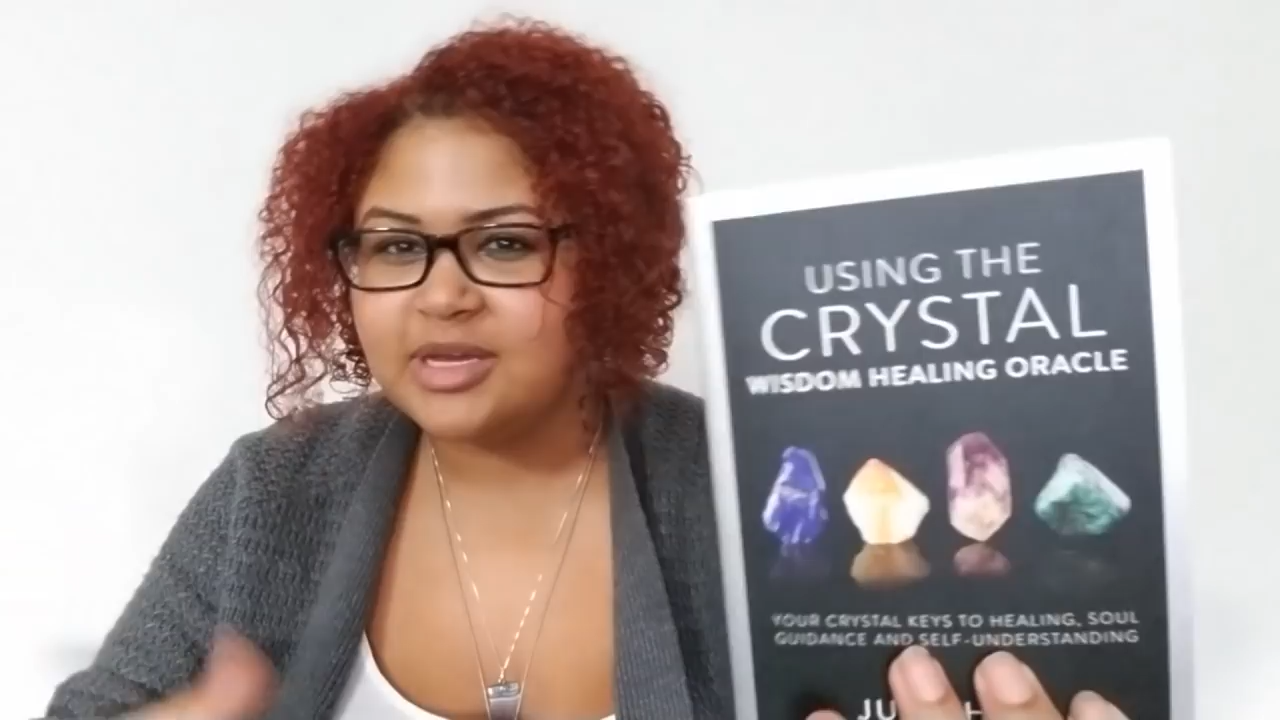 USING THE
CRYSTAL
WISDOM HEALING ORACLE
YOUR CRYSTAL KEYS TO HEALING, SOUL
GUIDANCE AND SELF-UNDERSTANDING